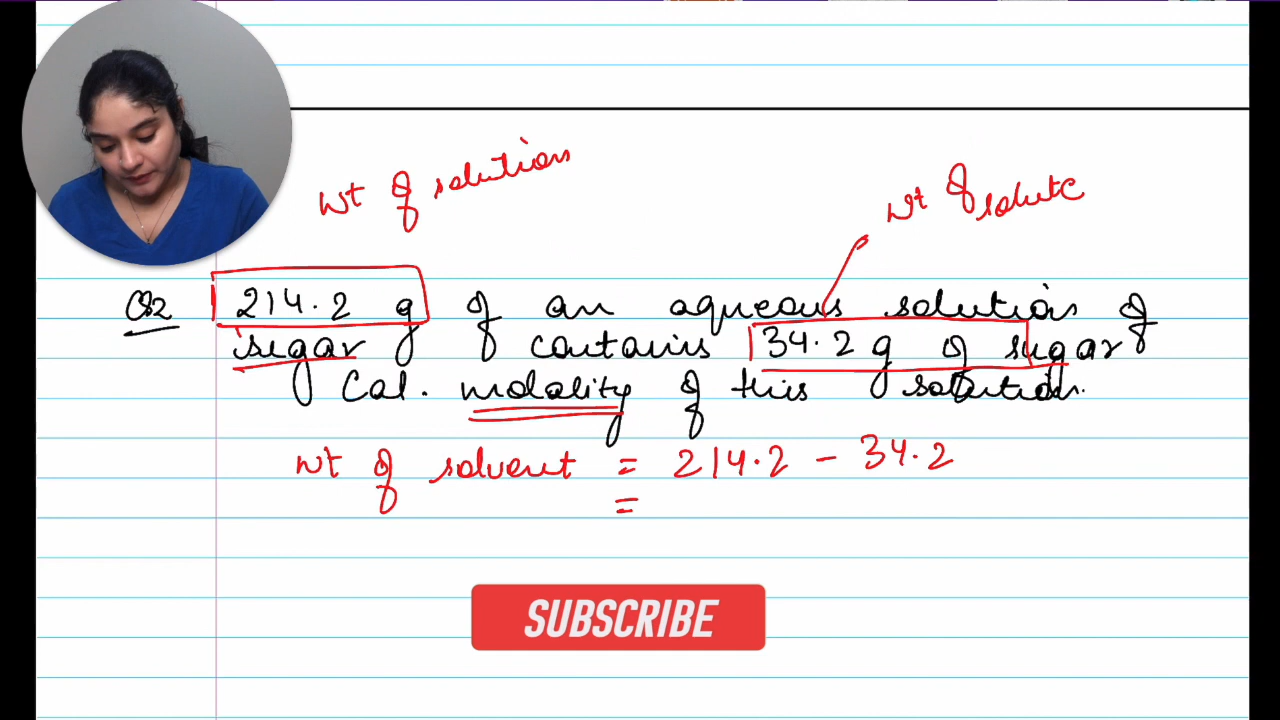 Wt of solution
Wt of solute
Q2 214.2 g of an aqueous solution of
sugar of contains 34.2 g of sugar
Cal. molality of this solution.
Wt of solvent = 214.2 - 34.2
=
SUBSCRIBE